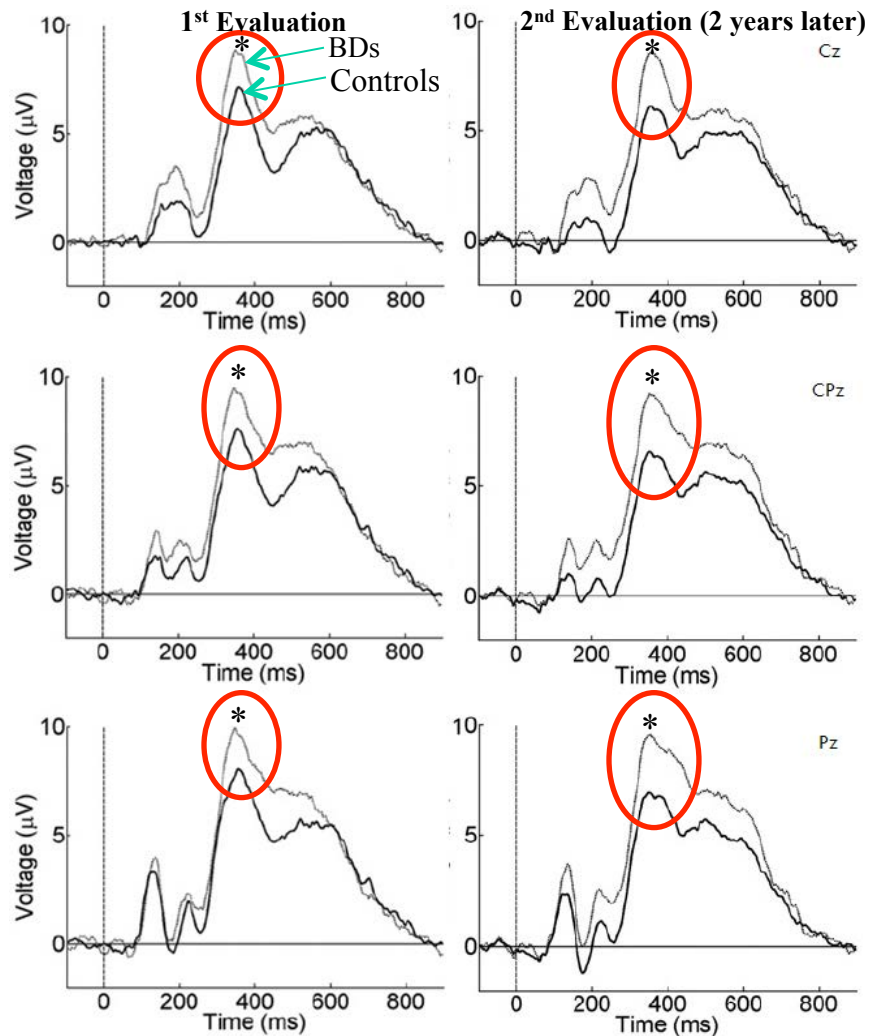 1st Evaluation
2nd Evaluation (2 years later)
*
BDs
Controls
10
5
0
Voltage (μV)
0 200 400 600 800
Time (ms)
*
Cz
10
5
0
0 200 400 600 800
Time (ms)
*
10
5
0
Voltage (μV)
0 200 400 600 800
Time (ms)
*
CPz
10
5
0
0 200 400 600 800
Time (ms)
*
10
5
0
Voltage (μV)
0 200 400 600 800
Time (ms)
*
Pz
10
5
0
0 200 400 600 800
Time (ms)